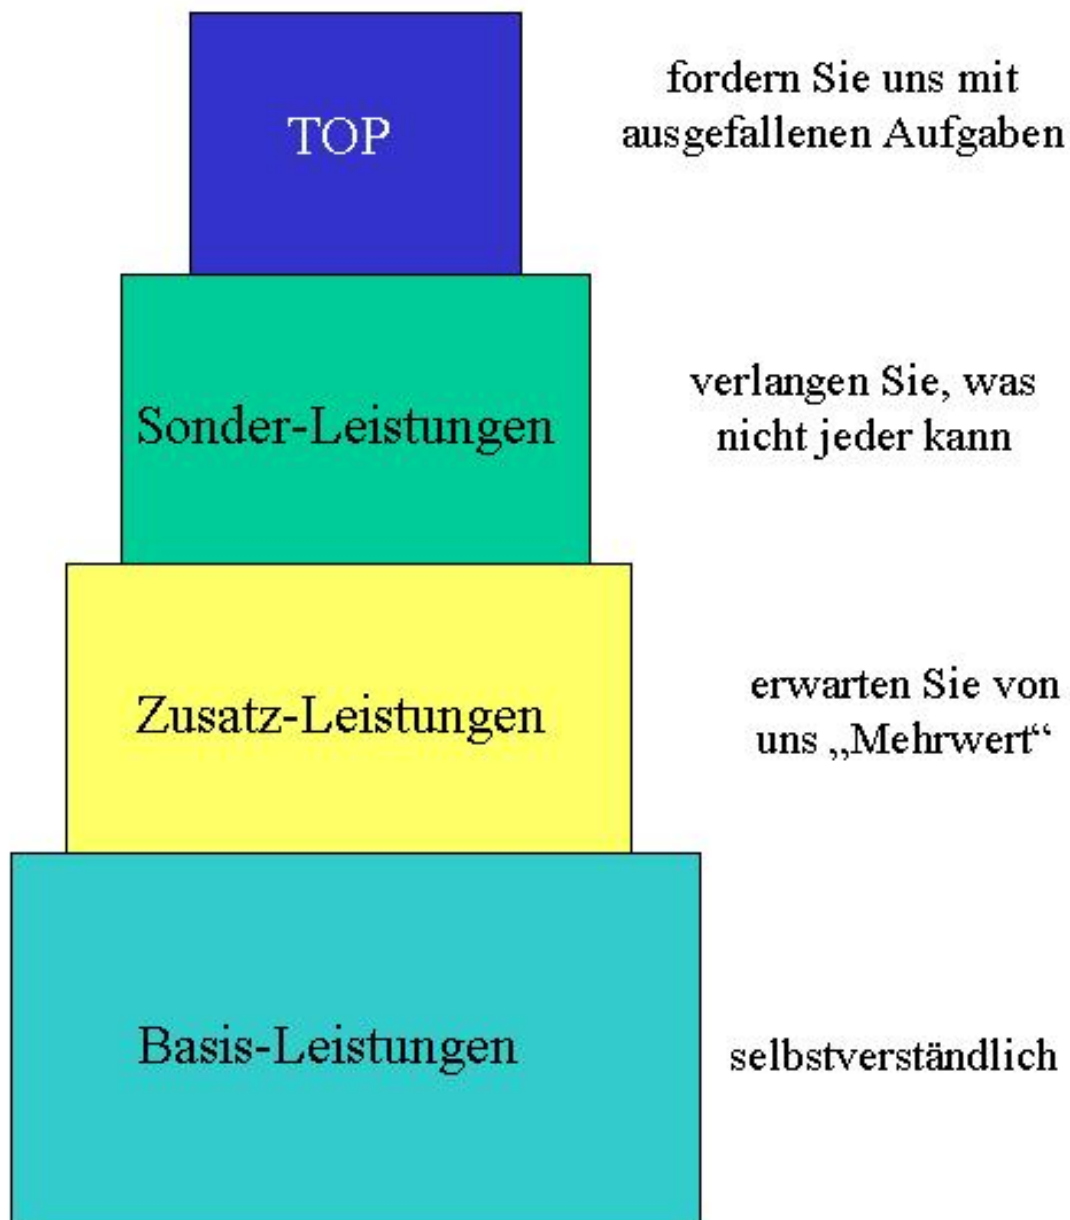 TOP
fordern Sie uns mit
ausgefallenen Aufgaben
Sonder-Leistungen
verlangen Sie, was
nicht jeder kann
Zusatz-Leistungen
erwarten Sie von
uns „Mehrwert“
Basis-Leistungen
selbstverständlich